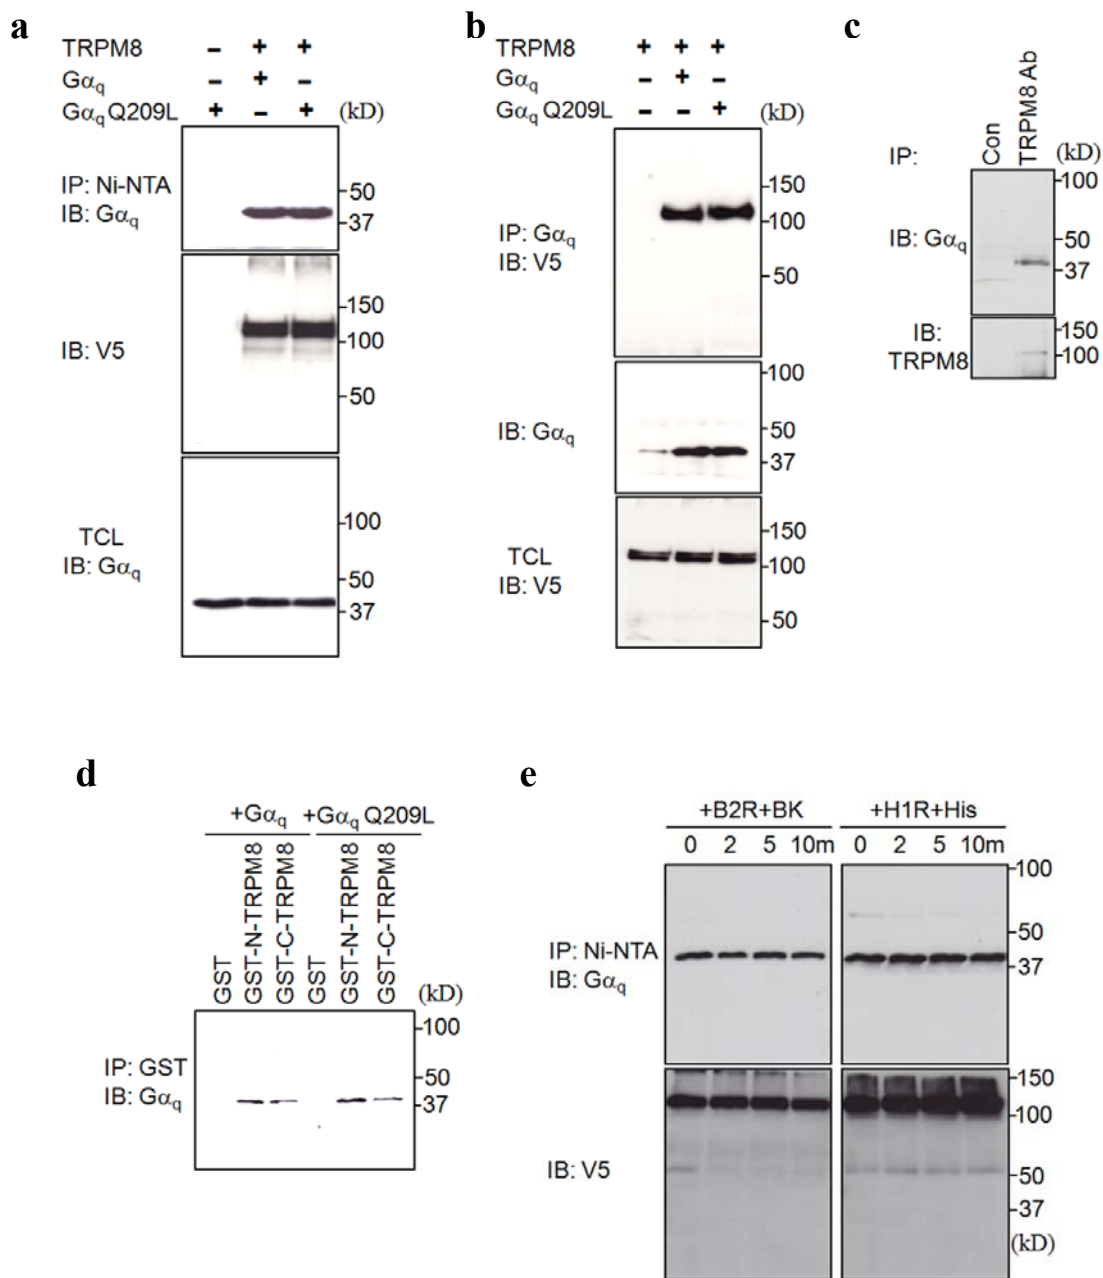 a
TRPM8 - + +
Gαq - + -
Gαq Q209L + - + (kD)
IP: Ni-NTA
IB: Gαq
50
37
IB: V5
150
100
50
TCL
IB: Gαq
100
50
37
b
TRPM8 + + +
Gαq - + -
Gαq Q209L - - + (kD)
IP: Gαq
IB: V5
150
100
50
IB: Gαq
100
50
37
TCL
IB: V5
150
100
50
c
IP: Con TRPM8 Ab (kD)
IB: Gαq
100
50
37
IB:
TRPM8
150
100
d
+Gαq +Gαq Q209L
GST GST-N-TRPM8 GST-C-TRPM8 GST GST-N-TRPM8 GST-C-TRPM8 (kD)
IP: GST
IB: Gαq
100
50
37
e
+B2R+BK +H1R+His
0 2 5 10m 0 2 5 10m
IP: Ni-NTA
IB: Gαq
100
50
37
IB: V5
150
100
50
37
(kD)